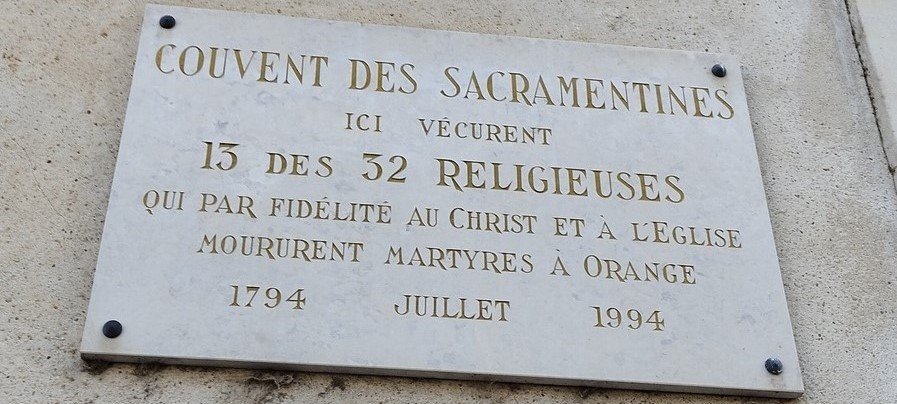 COUVENT DES SACRAMENTINES
ICI VÉCURENT
13 DES 32 RELIGIEUSES
QUI PAR FIDÉLITÉ AU CHRIST ET À L'EGLISE
MOURURENT MARTYRES À ORANGE
1794 JUILLET 1994